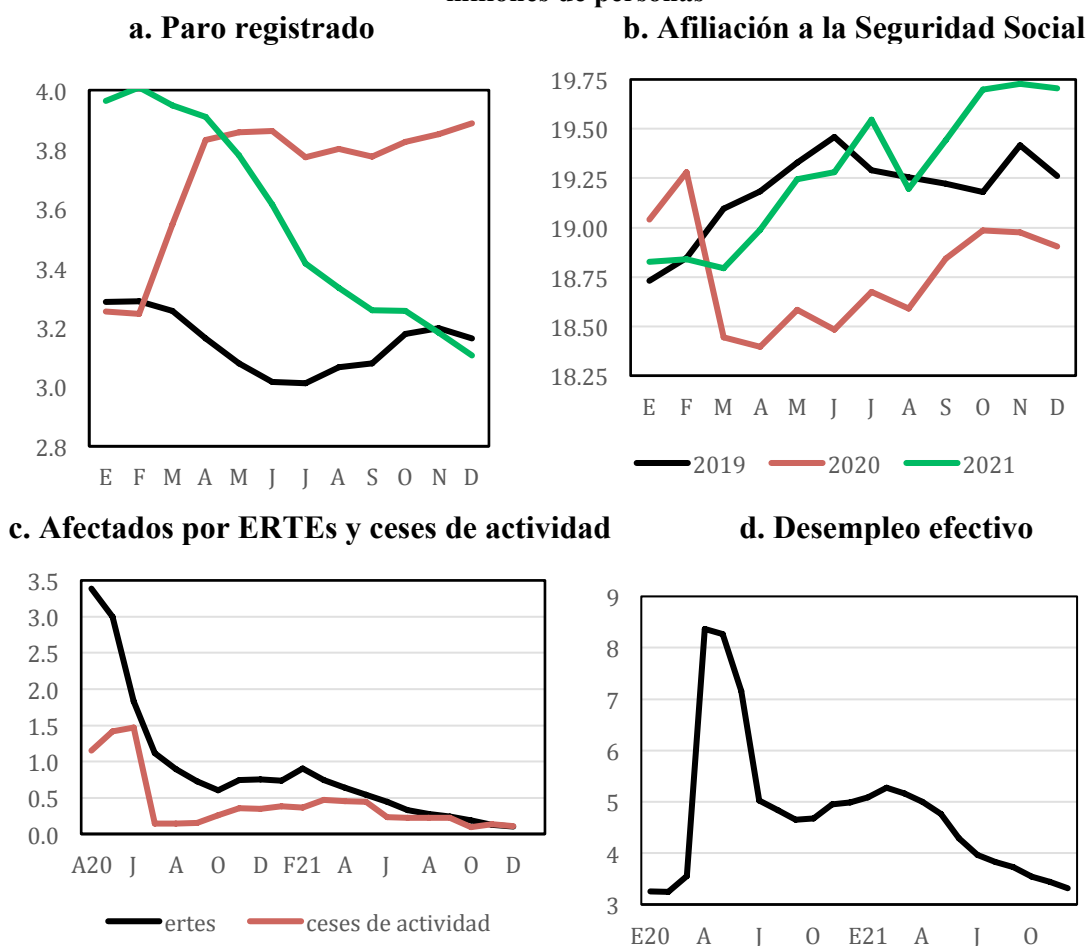 millones de personas
a. Paro registrado
b. Afiliación a la Seguridad Social
4.0
3.8
3.6
3.4
3.2
3.0
2.8
E F M A M J J A S O N D
19.75
19.50
19.25
19.00
18.75
18.50
18.25
E F M A M J J A S O N D
2019 2020 2021
c. Afectados por ERTEs y ceses de actividad
d. Desempleo efectivo
3.5
3.0
2.5
2.0
1.5
1.0
0.5
0.0
A20 J A O D F21 A J A O D
ertes ceses de actividad
9
8
7
6
5
4
3
E20 A J O E21 A J O